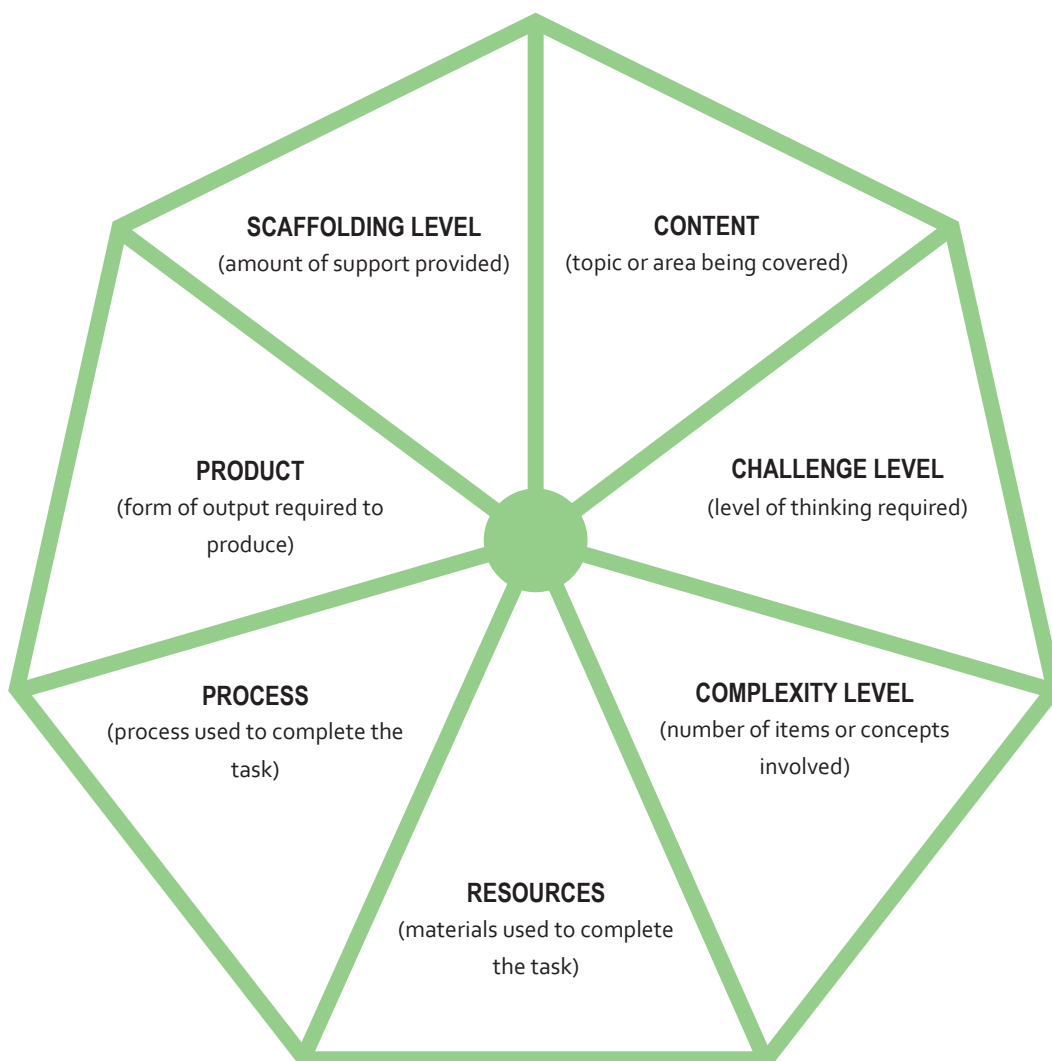 SCAFFOLDING LEVEL
(amount of support provided)
CONTENT
(topic or area being covered)
PRODUCT
(form of output required to
produce)
CHALLENGE LEVEL
(level of thinking required)
PROCESS
(process used to complete the
task)
COMPLEXITY LEVEL
(number of items or concepts
involved)
RESOURCES
(materials used to complete
the task)